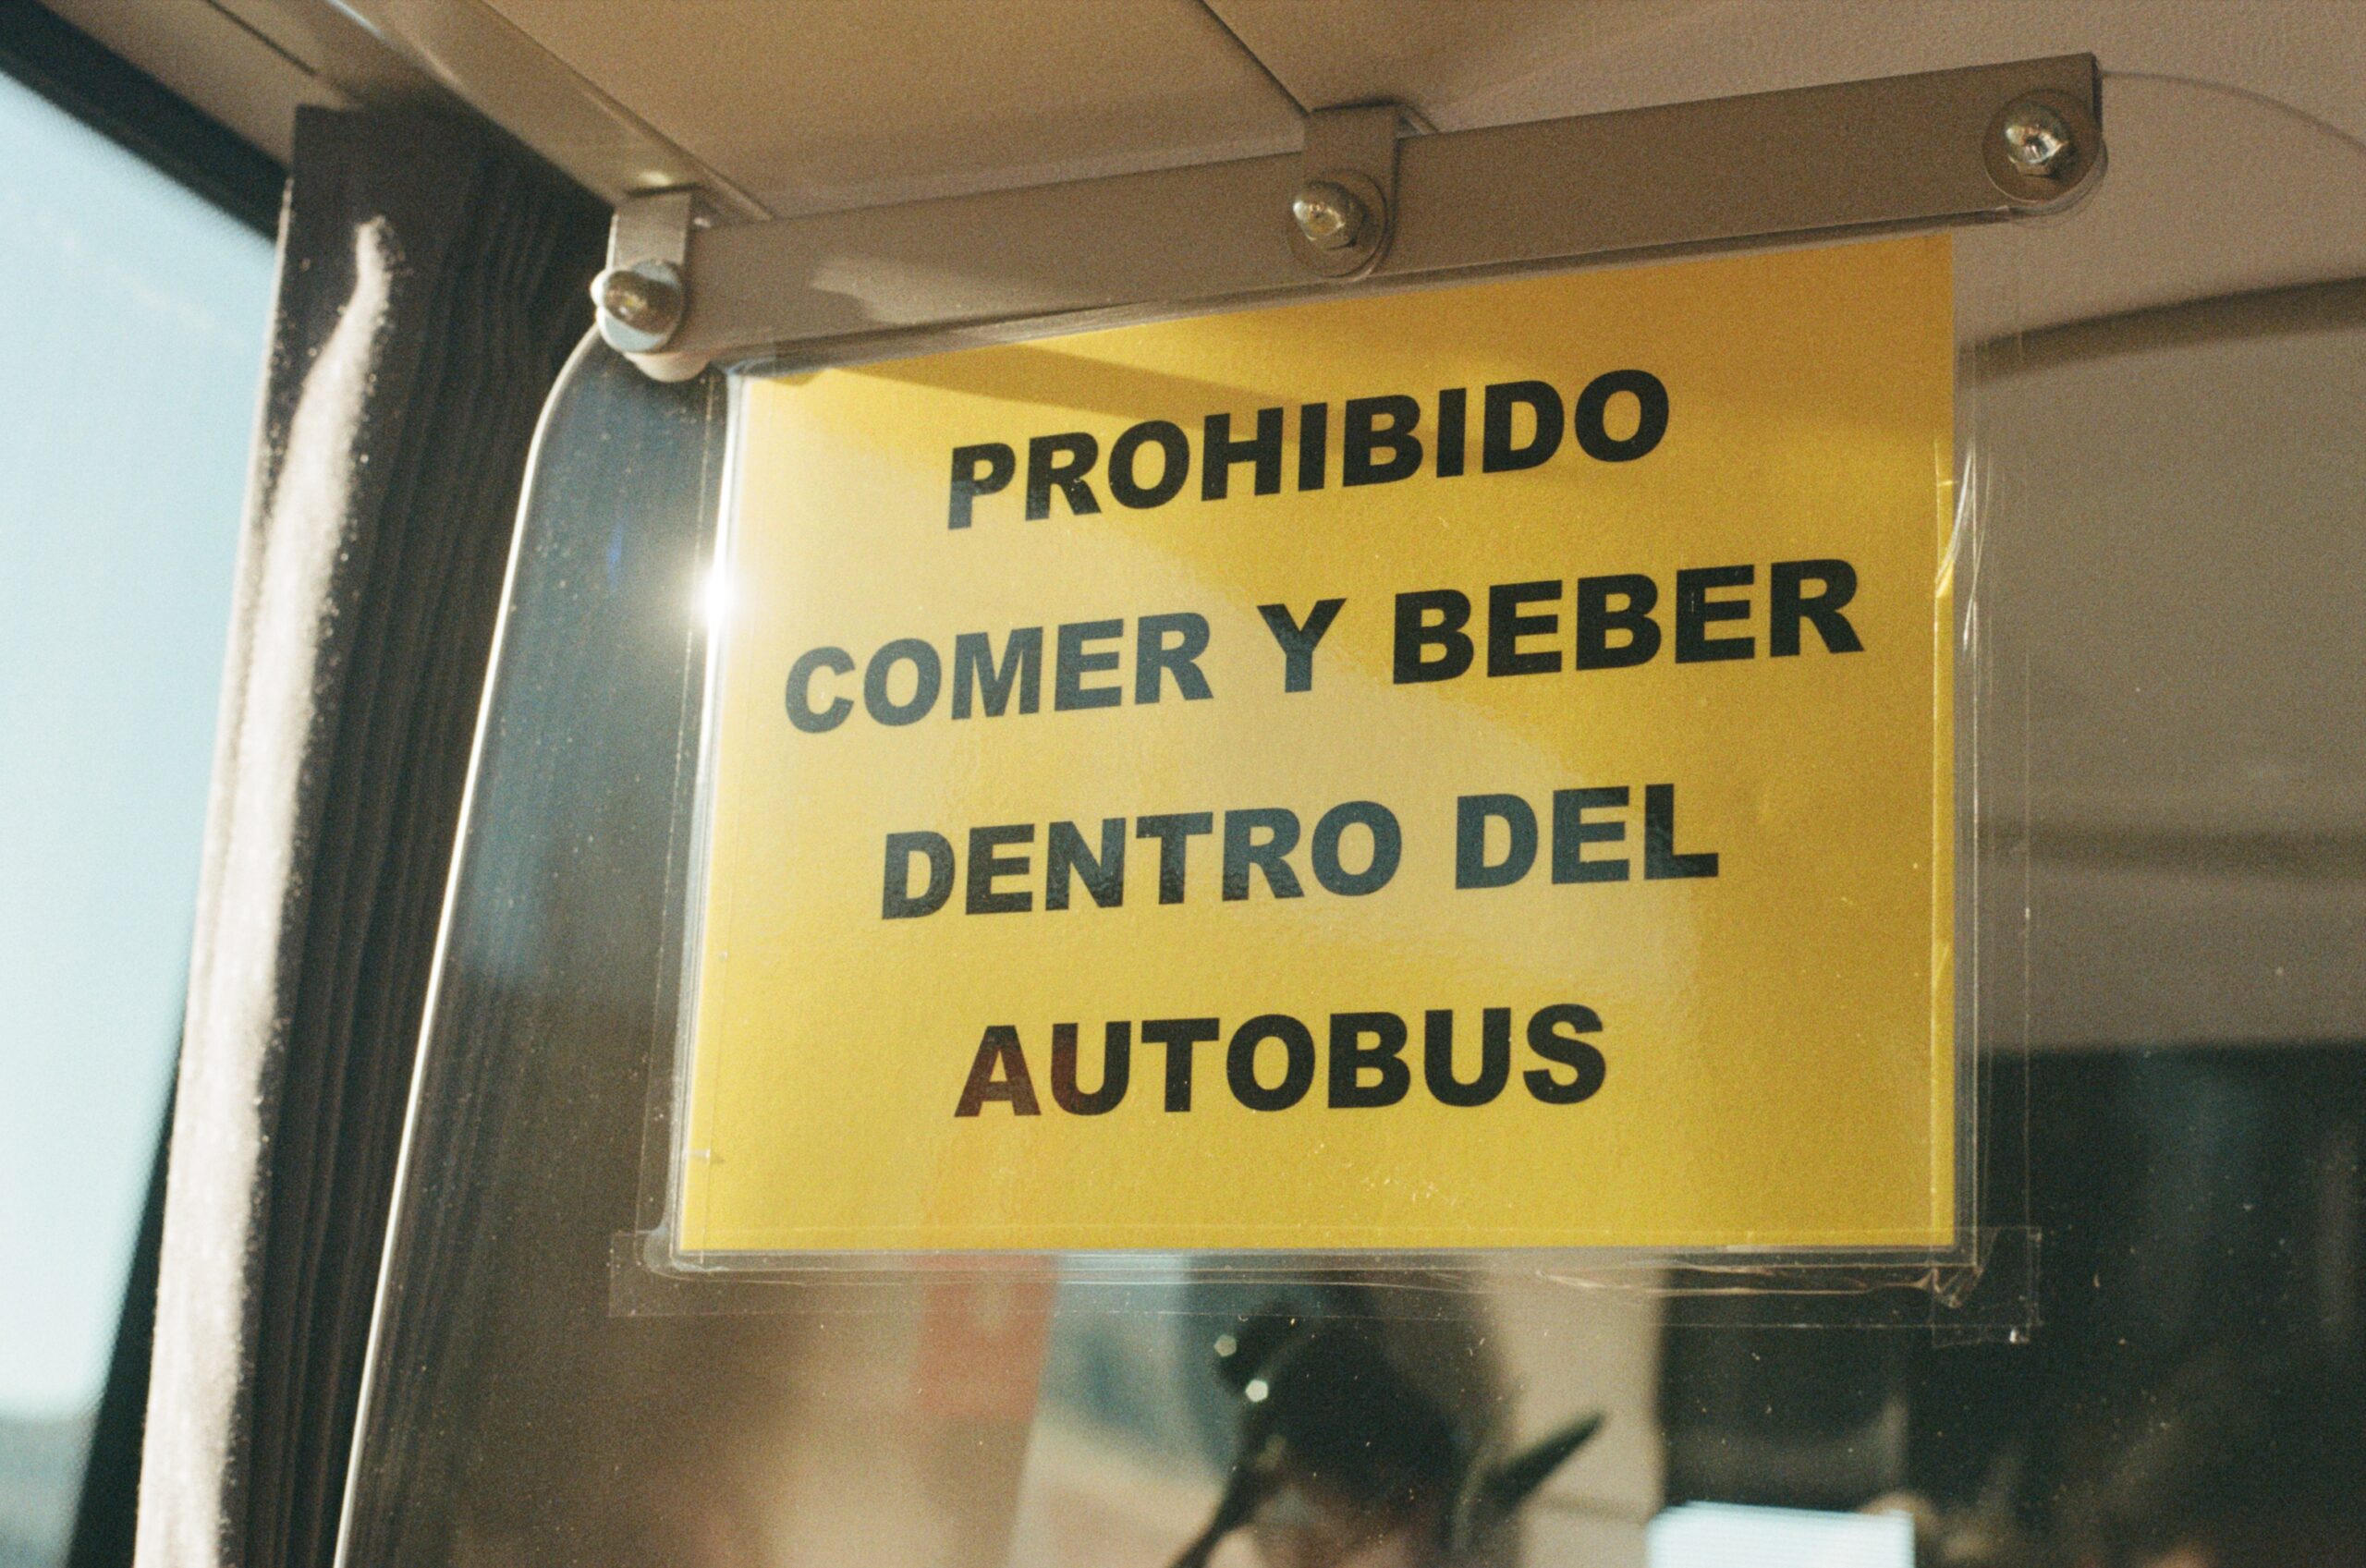 PROHIBIDO
COMER Y BEBER
DENTRO DEL
AUTOBUS